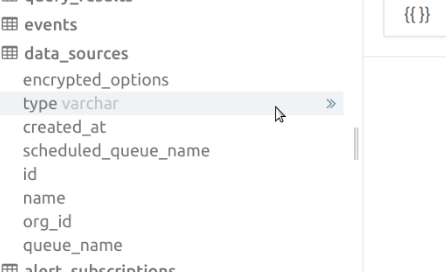 query_results
{{ }}
events
data_sources
encrypted_options
type varchar
created_at
scheduled_queue_name
id
name
org_id
queue_name
alert_subscriptions